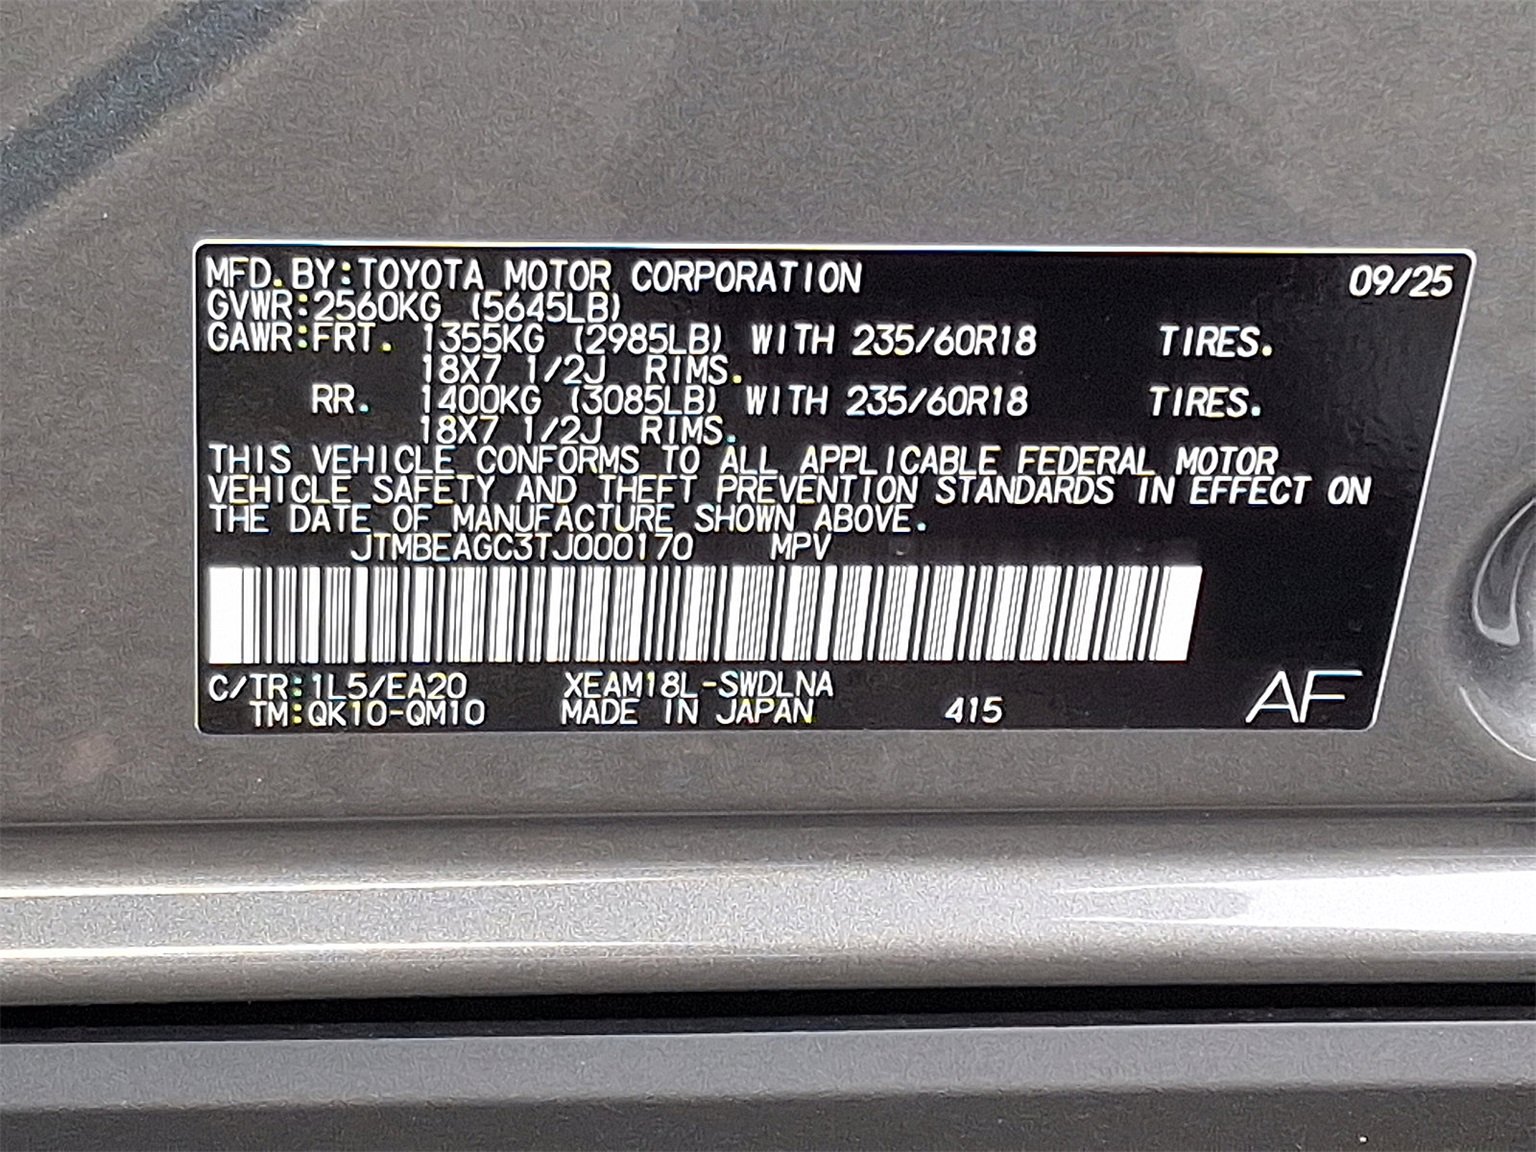 MFD.BY:TOYOTA MOTOR CORPORATION 09/25
GVWR:2560KG (5645LB)
GAWR:FRT. 1355KG (2985LB) WITH 235/60R18 TIRES.
18X7 1/2J RIMS.
RR. 1400KG (3085LB) WITH 235/60R18 TIRES.
18X7 1/2J RIMS.
THIS VEHICLE CONFORMS TO ALL APPLICABLE FEDERAL MOTOR
VEHICLE SAFETY AND THEFT PREVENTION STANDARDS IN EFFECT ON
THE DATE OF MANUFACTURE SHOWN ABOVE.
JTMBEAGC3TJ000170 MPV
C/TR:1L5/EA20 XEAM18L-SWDLNA
TM:QK10-QM10 MADE IN JAPAN 415 AF